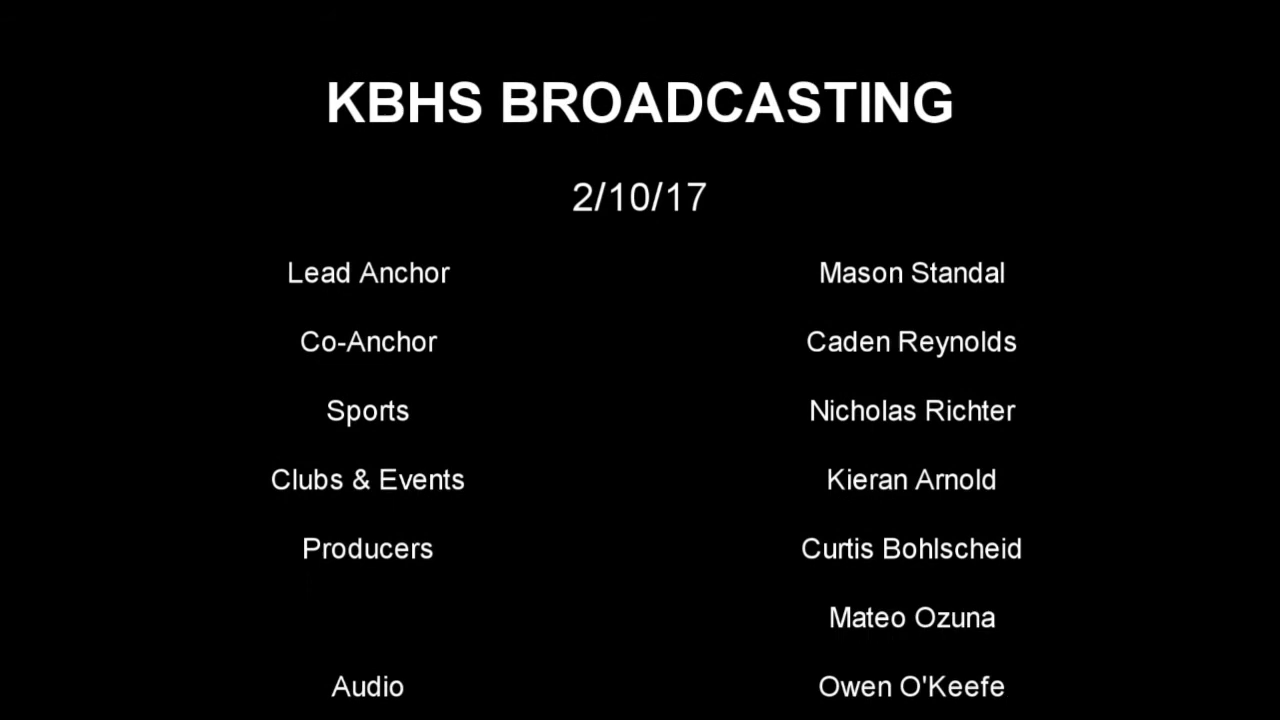 KBHS BROADCASTING
2/10/17
Lead Anchor Mason Standal
Co-Anchor Caden Reynolds
Sports Nicholas Richter
Clubs & Events Kieran Arnold
Producers Curtis Bohlscheid
Mateo Ozuna
Audio Owen O'Keefe